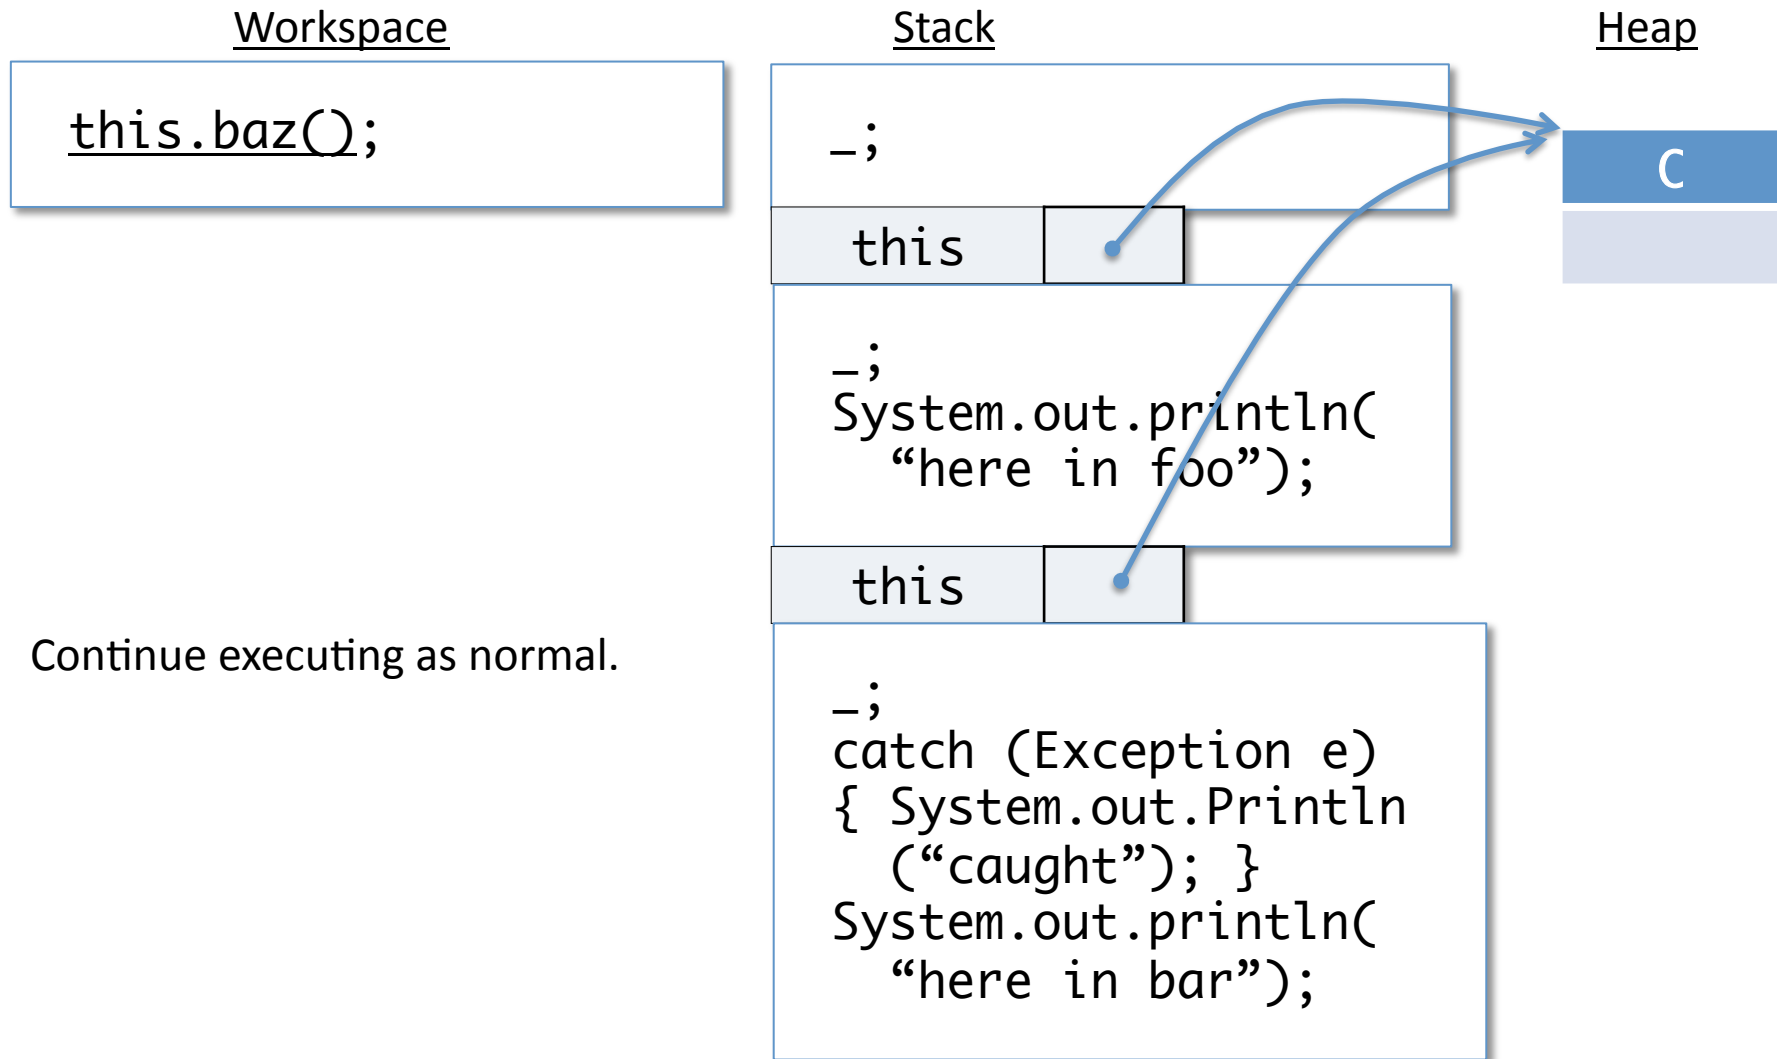 Workspace
Stack
Heap
this.baz();
_;
C
this
_;
System.out.println(
“here in foo”);
this
Continue executing as normal.
_;
catch (Exception e)
{ System.out.Println
(“caught”); }
System.out.println(
“here in bar”);